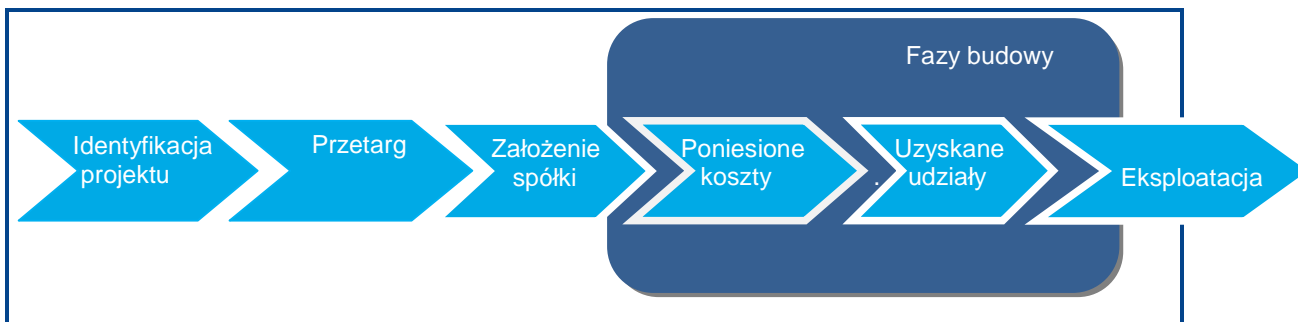 Fazy budowy
Identyfikacja
projektu
Przetarg
Założenie
spółki
Poniesione
koszty
.
Uzyskane
udziały
Eksploatacja